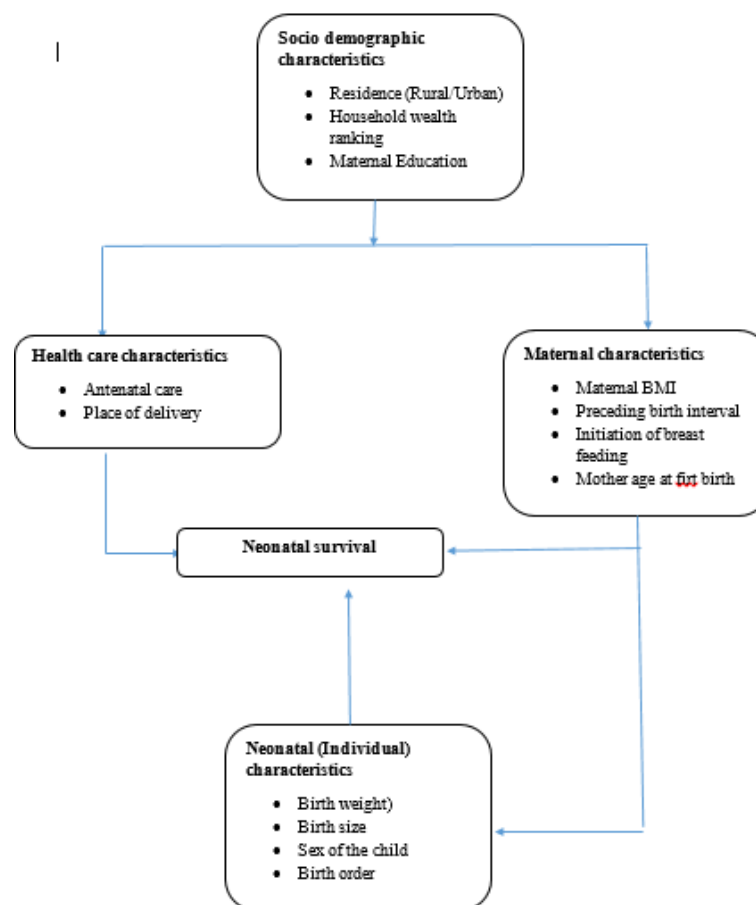 Socio demographic
characteristics
• Residence (Rural/Urban)
• Household wealth
ranking
• Maternal Education
Health care characteristics
• Antenatal care
• Place of delivery
Maternal characteristics
• Maternal BMI
• Preceding birth interval
• Initiation of breast
feeding
• Mother age at firt birth
Neonatal survival
Neonatal (Individual)
characteristics
• Birth weight)
• Birth size
• Sex of the child
• Birth order